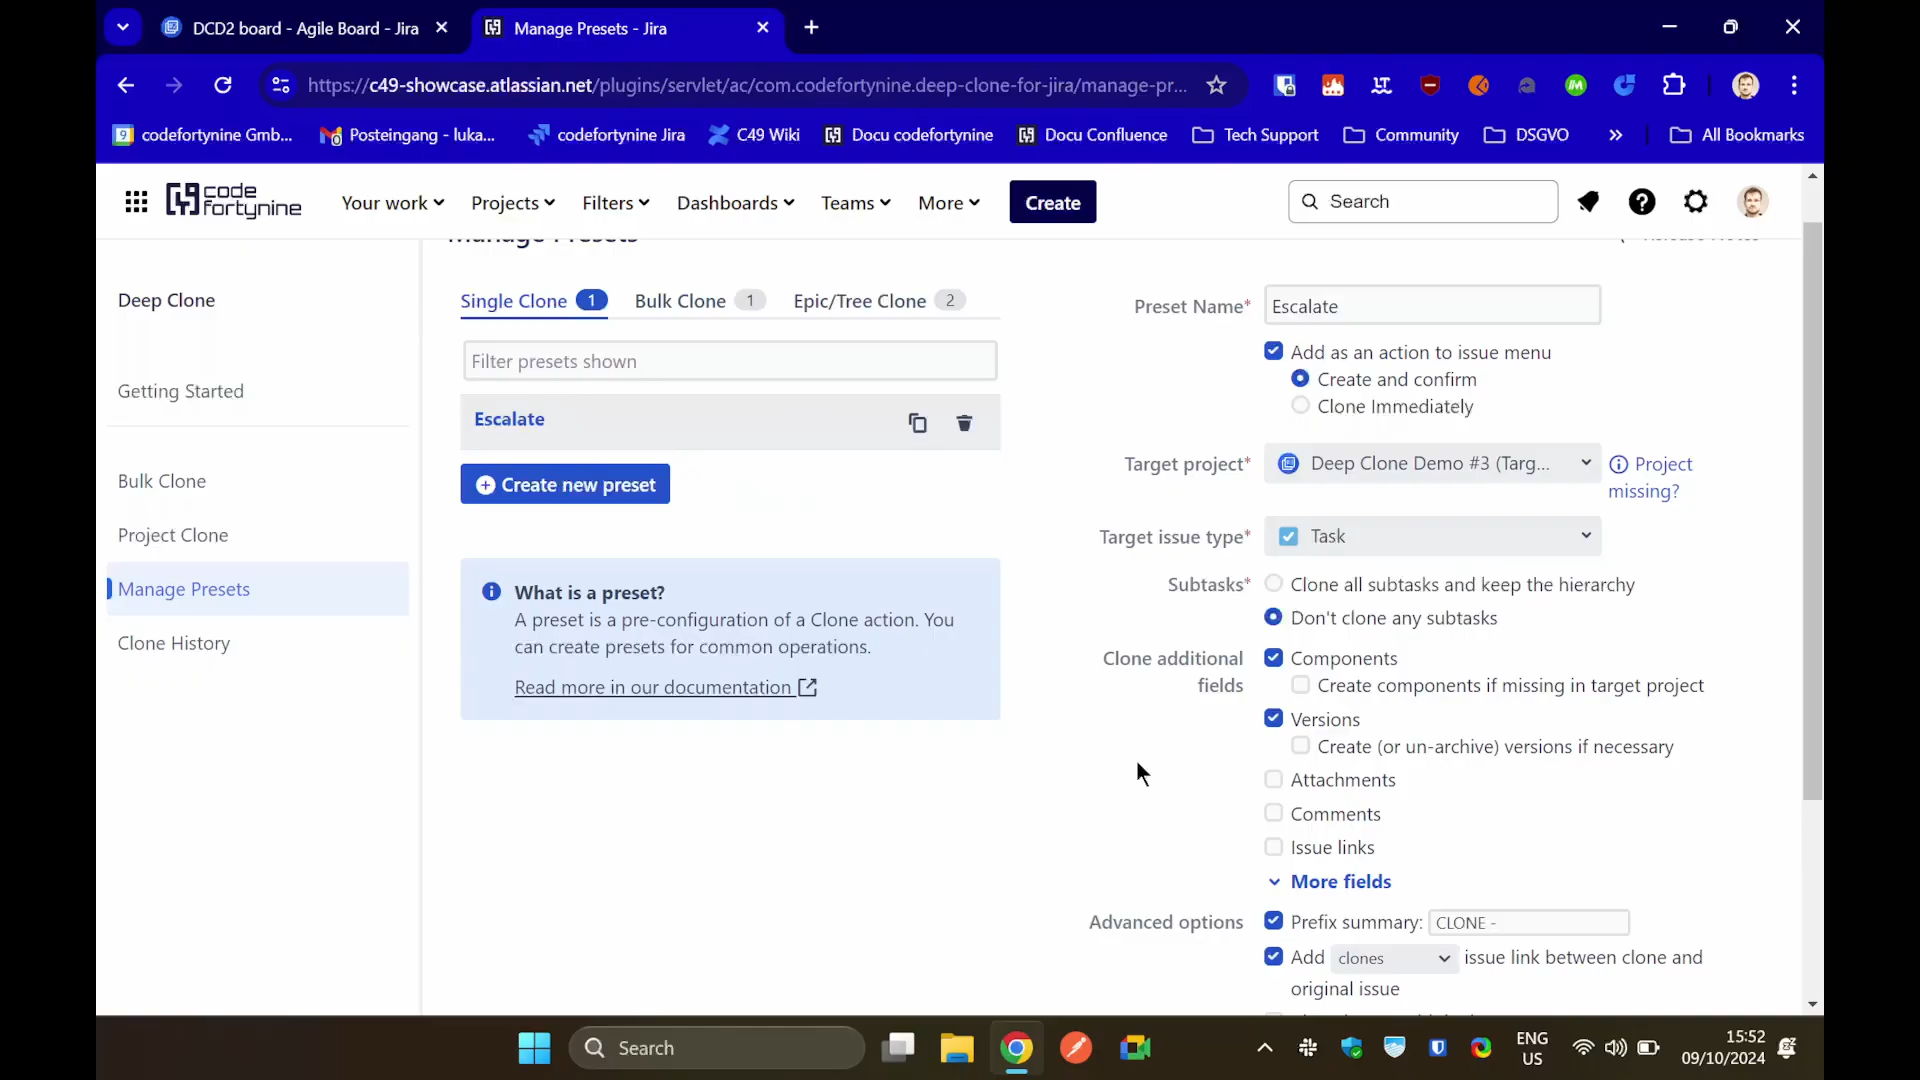 DCD2 board - Agile Board - Jira
Manage Presets - Jira
https://c49-showcase.atlassian.net/plugins/servlet/ac/com.codefortynine.deep-clone-for-jira/manage-pr...
9 codefortynine Gmb...
Posteingang - luka...
codefortynine Jira
C49 Wiki
Docu codefortynine
Docu Confluence
Tech Support
Community
DSGVO
All Bookmarks
code
fortynine
Your work
Projects
Filters
Dashboards
Teams
More
Create
Search
Manage Presets
Release Notes
Deep Clone
Getting Started
Bulk Clone
Project Clone
Manage Presets
Clone History
Single Clone 1
Bulk Clone 1
Epic/Tree Clone 2
Filter presets shown
Escalate
Create new preset
What is a preset?
A preset is a pre-configuration of a Clone action. You
can create presets for common operations.
Read more in our documentation
Preset Name* Escalate
Add as an action to issue menu
Create and confirm
Clone Immediately
Target project* Deep Clone Demo #3 (Targ...
Project
missing?
Target issue type* Task
Subtasks* Clone all subtasks and keep the hierarchy
Don't clone any subtasks
Clone additional
fields
Components
Create components if missing in target project
Versions
Create (or un-archive) versions if necessary
Attachments
Comments
Issue links
More fields
Advanced options Prefix summary: CLONE -
Add clones issue link between clone and
original issue
Search
ENG
US
15:52
09/10/2024